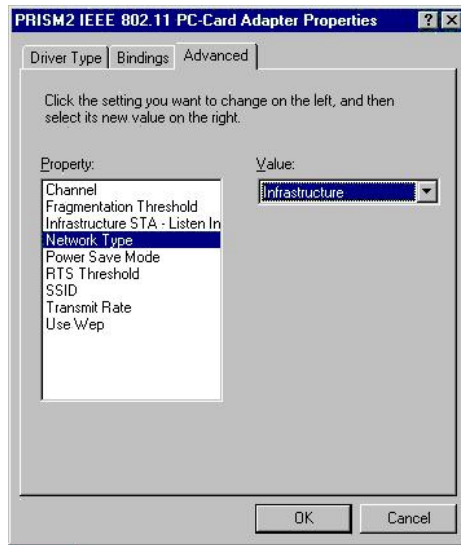 PRISM2 IEEE 802.11 PC-Card Adapter Properties
Driver Type
Bindings
Advanced
Click the setting you want to change on the left, and then
select its new value on the right.
Property:
Value:
Channel
Fragmentation Threshold
Infrastructure STA - Listen In
Network Type
Power Save Mode
RTS Threshold
SSID
Transmit Rate
Use Wep
Infrastructure
OK
Cancel